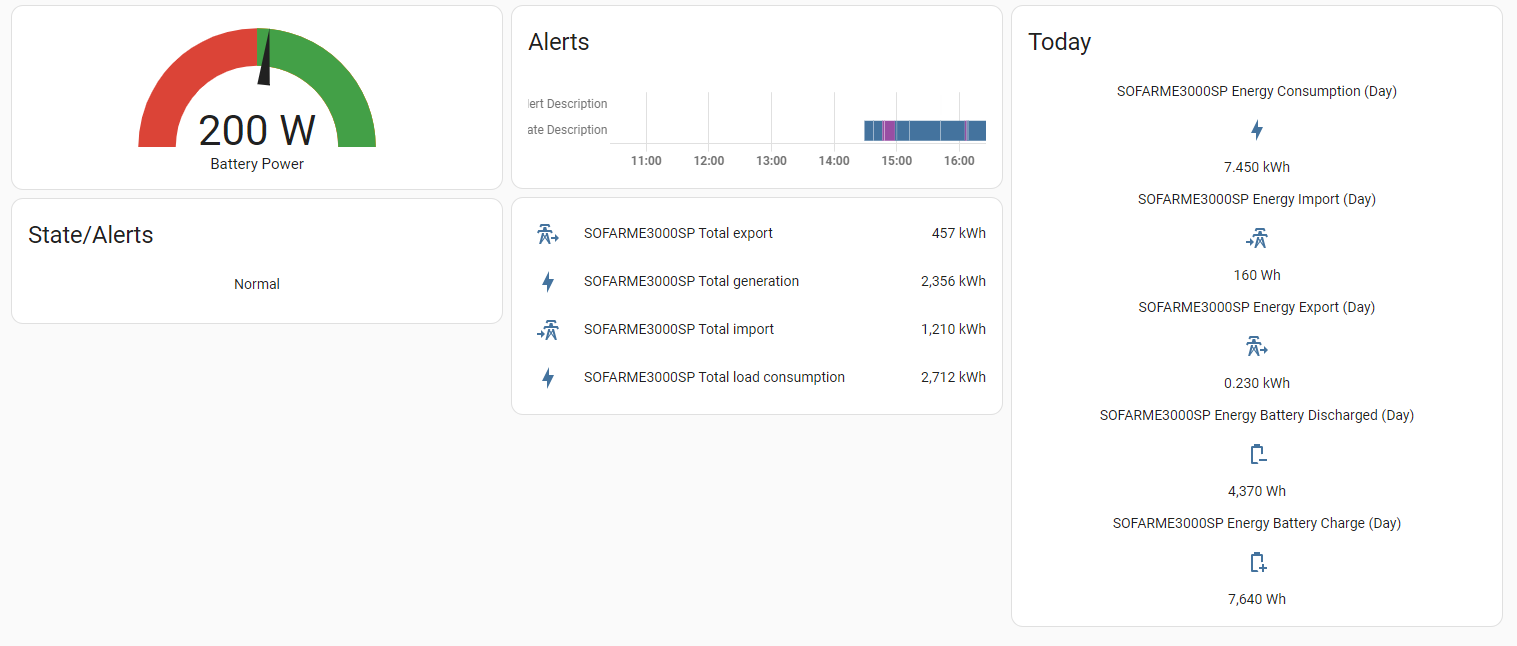 200 W
Battery Power
State/Alerts
Normal
Alerts
lert Description
ate Description
11:00 12:00 13:00 14:00 15:00 16:00
SOFARME3000SP Total export 457 kWh
SOFARME3000SP Total generation 2,356 kWh
SOFARME3000SP Total import 1,210 kWh
SOFARME3000SP Total load consumption 2,712 kWh
Today
SOFARME3000SP Energy Consumption (Day)
7.450 kWh
SOFARME3000SP Energy Import (Day)
160 Wh
SOFARME3000SP Energy Export (Day)
0.230 kWh
SOFARME3000SP Energy Battery Discharged (Day)
4,370 Wh
SOFARME3000SP Energy Battery Charge (Day)
7,640 Wh